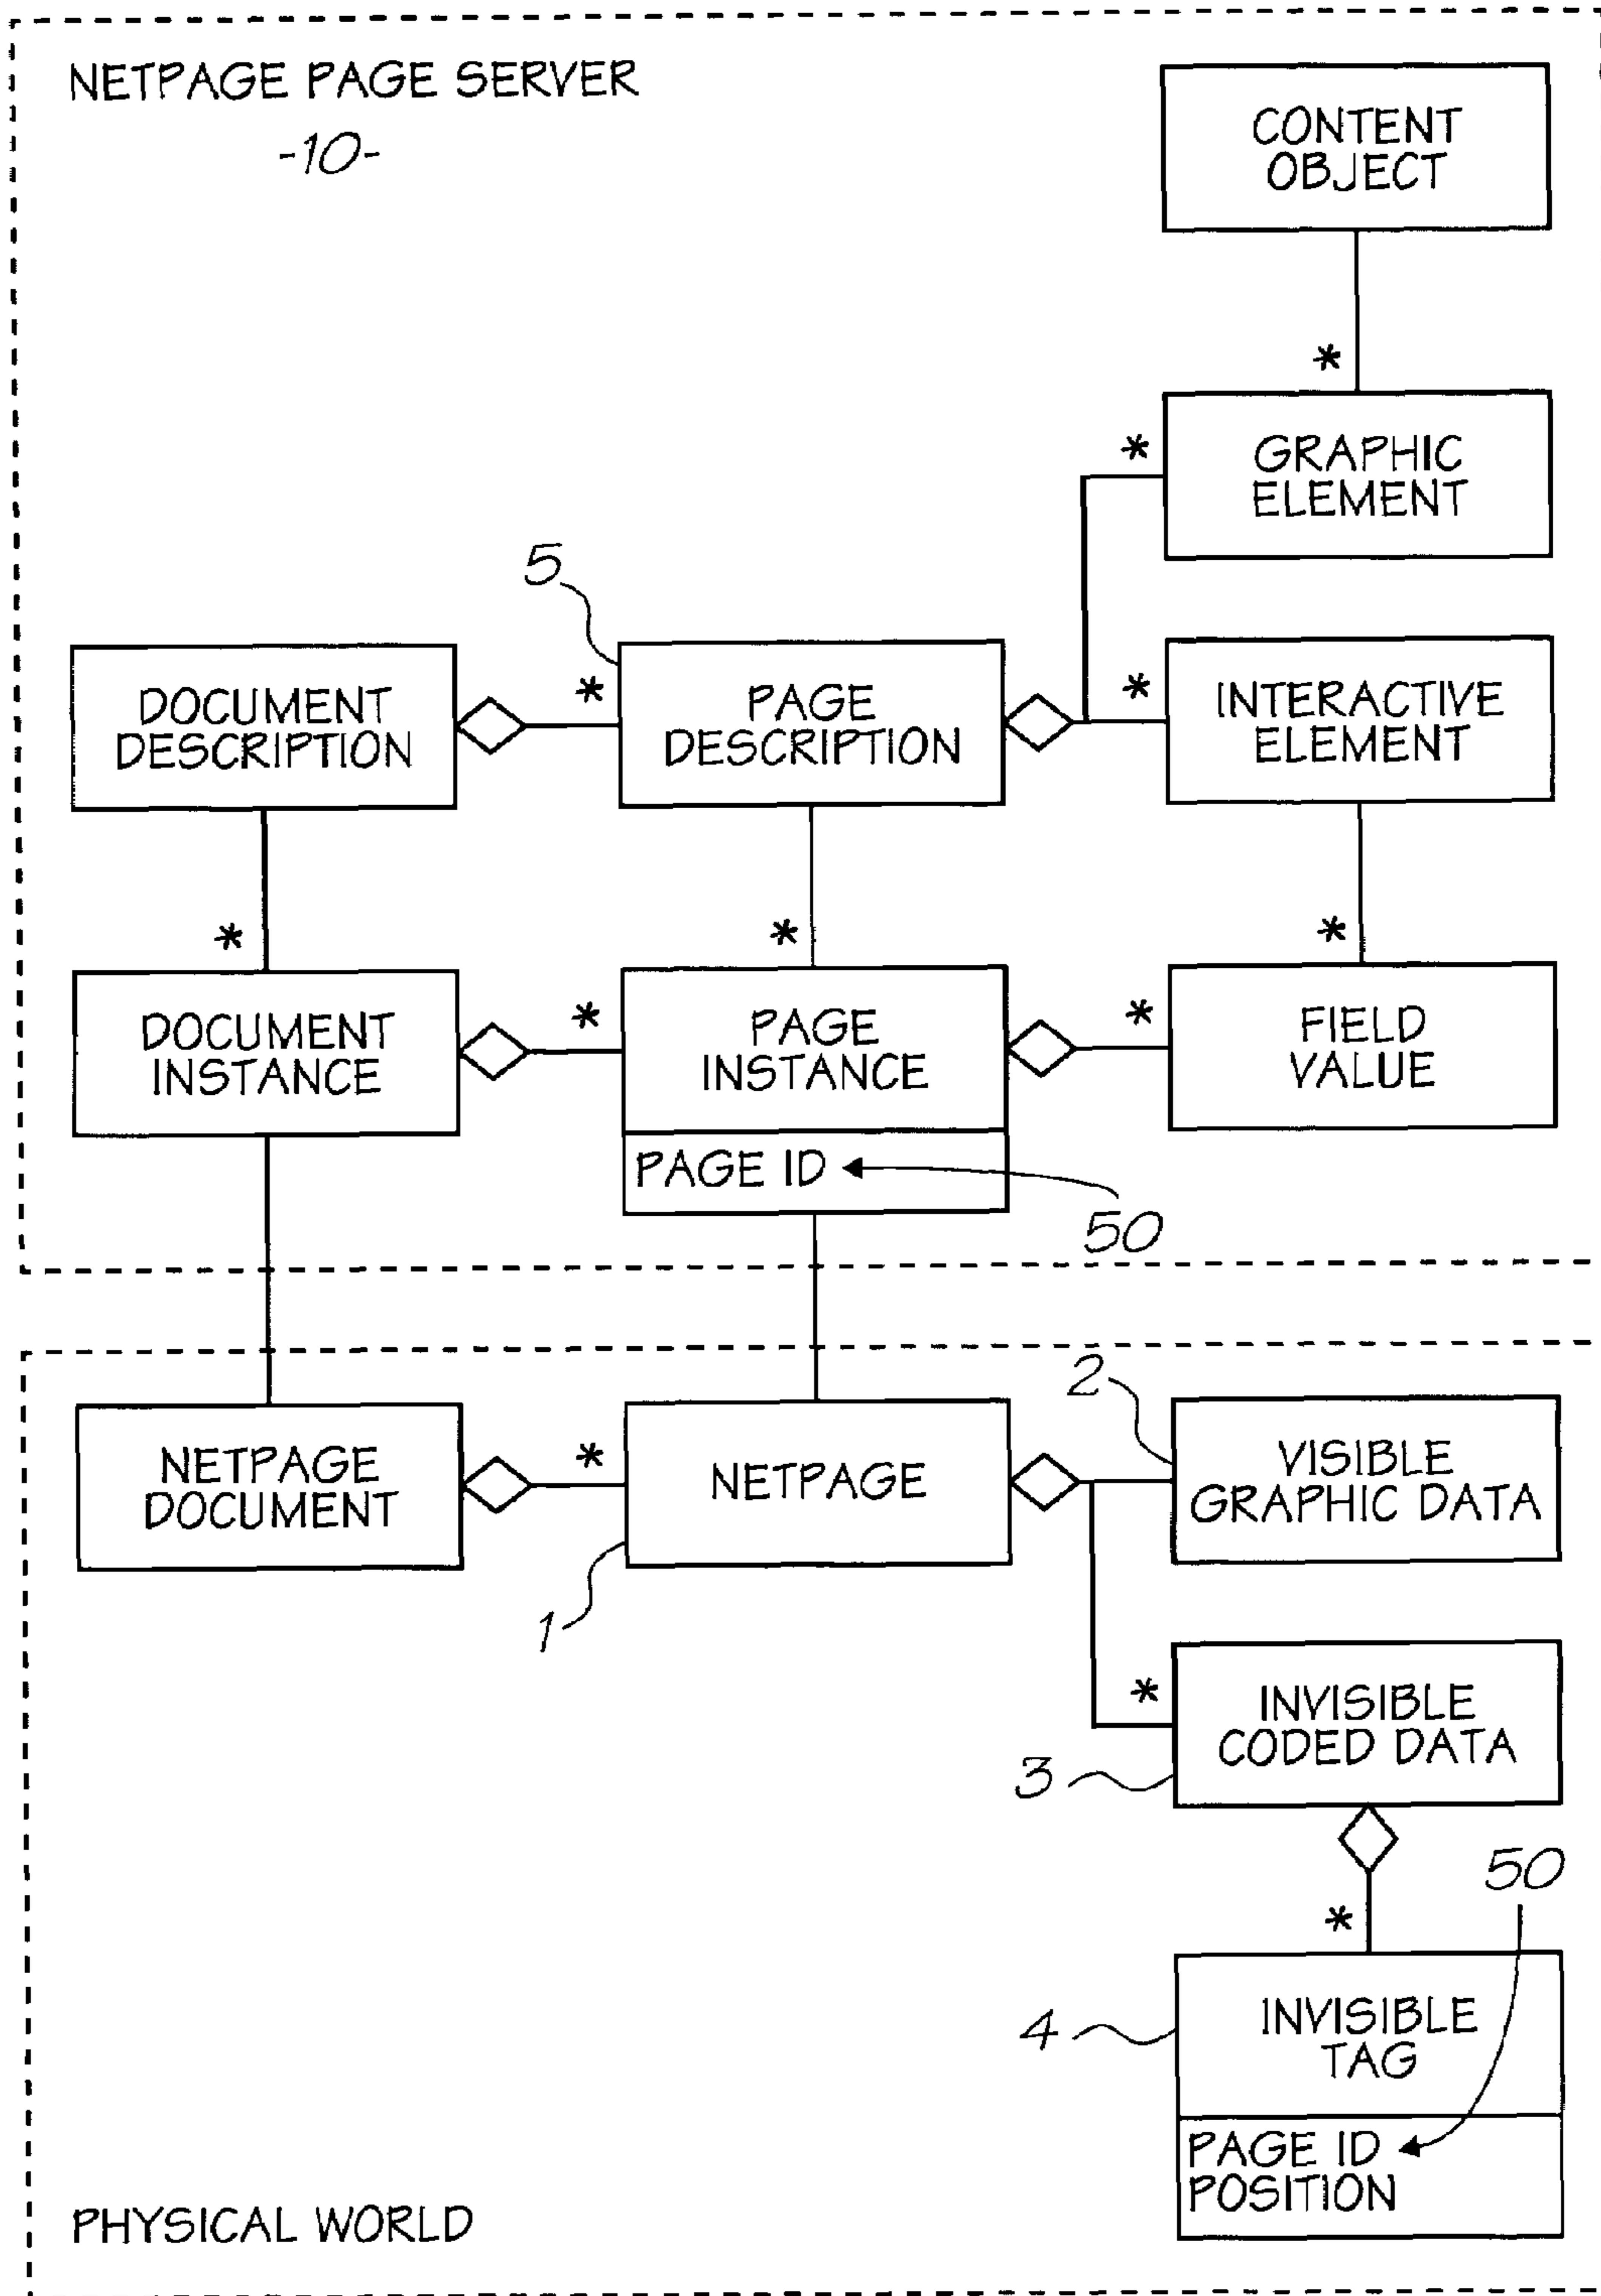 NETPAGE PAGE SERVER
-10-
CONTENT
OBJECT
*
*
GRAPHIC
ELEMENT
5
DOCUMENT
DESCRIPTION
*
PAGE
DESCRIPTION
*
INTERACTIVE
ELEMENT
*
*
*
DOCUMENT
INSTANCE
*
PAGE
INSTANCE
*
FIELD
VALUE
PAGE ID
50
NETPAGE
DOCUMENT
*
NETPAGE
1
2
VISIBLE
GRAPHIC DATA
*
INVISIBLE
CODED DATA
3
50
*
4
INVISIBLE
TAG
PAGE ID
POSITION
PHYSICAL WORLD